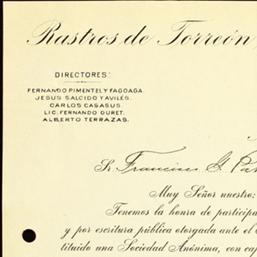 Rastros de Torreón,
DIRECTORES:
FERNANDO PIMENTEL Y FAGOAGA.
JESUS SALCIDO Y AVILÉS.
CARLOS CASASUS.
LIC. FERNANDO DURET.
ALBERTO TERRAZAS.
Sr. Francisco G.
Muy Señor nuestro:
Tenemos la honra de participa
y por escritura pública otorgada ante el
tituido una Sociedad Anónima, con cap